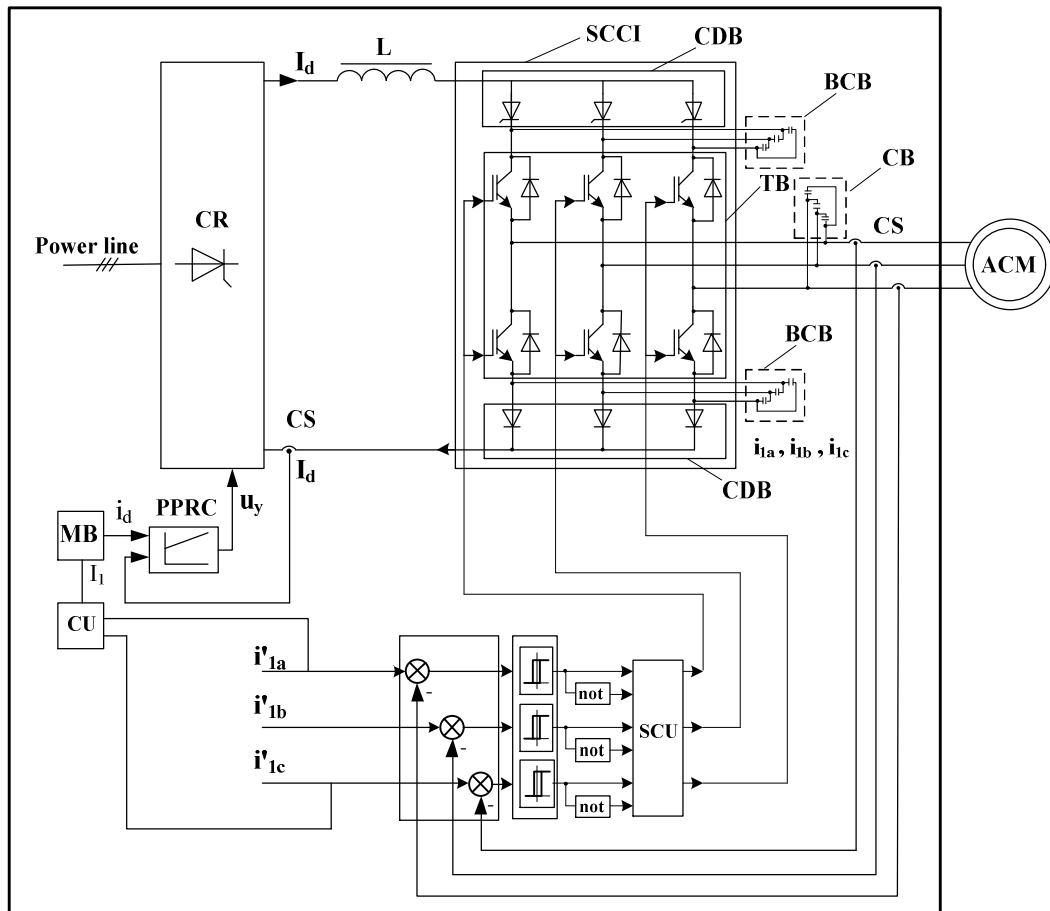 SCCI
CDB
L
I_d
BCB
CB
TB
CR
CS
Power line
ACM
BCB
CS
i_1a , i_1b , i_1c
I_d
CDB
u_y
PPRC
i_d
MB
I_1
CU
i'_1a
-
not
i'_1b
-
SCU
not
i'_1c
-
not